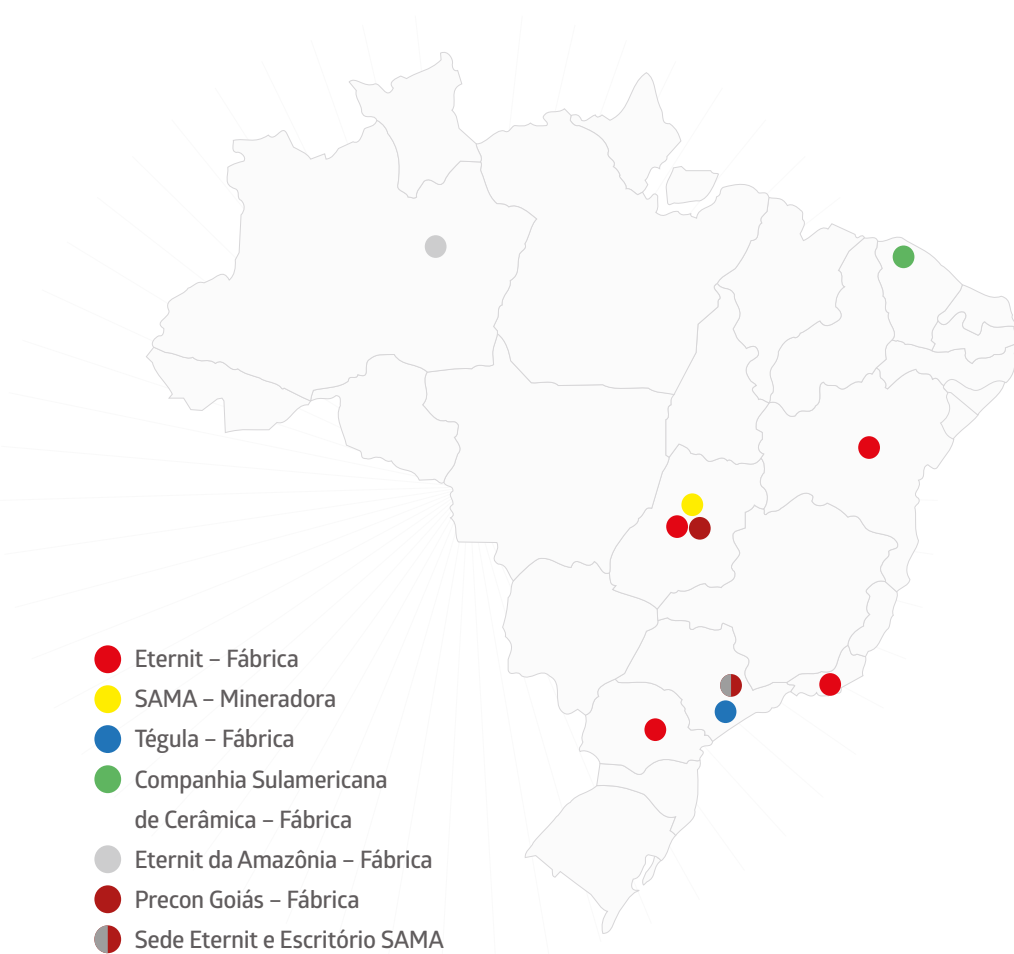 Eternit – Fábrica
SAMA – Mineradora
Tégula – Fábrica
Companhia Sulamericana
de Cerâmica – Fábrica
Eternit da Amazônia – Fábrica
Precon Goiás – Fábrica
Sede Eternit e Escritório SAMA